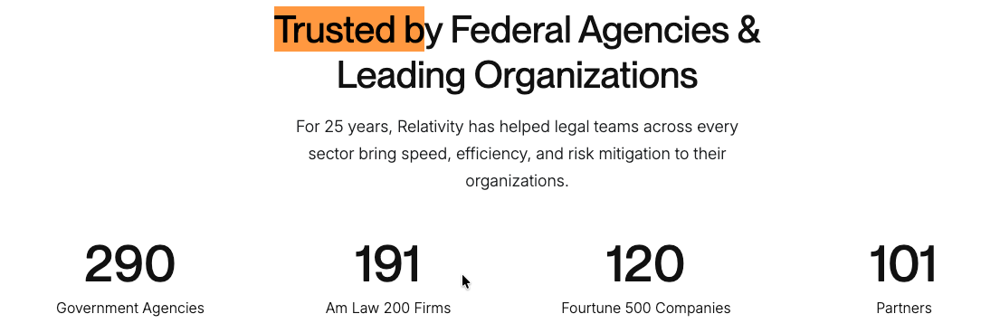 Trusted by Federal Agencies &
Leading Organizations
For 25 years, Relativity has helped legal teams across every
sector bring speed, efficiency, and risk mitigation to their
organizations.
290
191
120
101
Government Agencies
Am Law 200 Firms
Fourtune 500 Companies
Partners